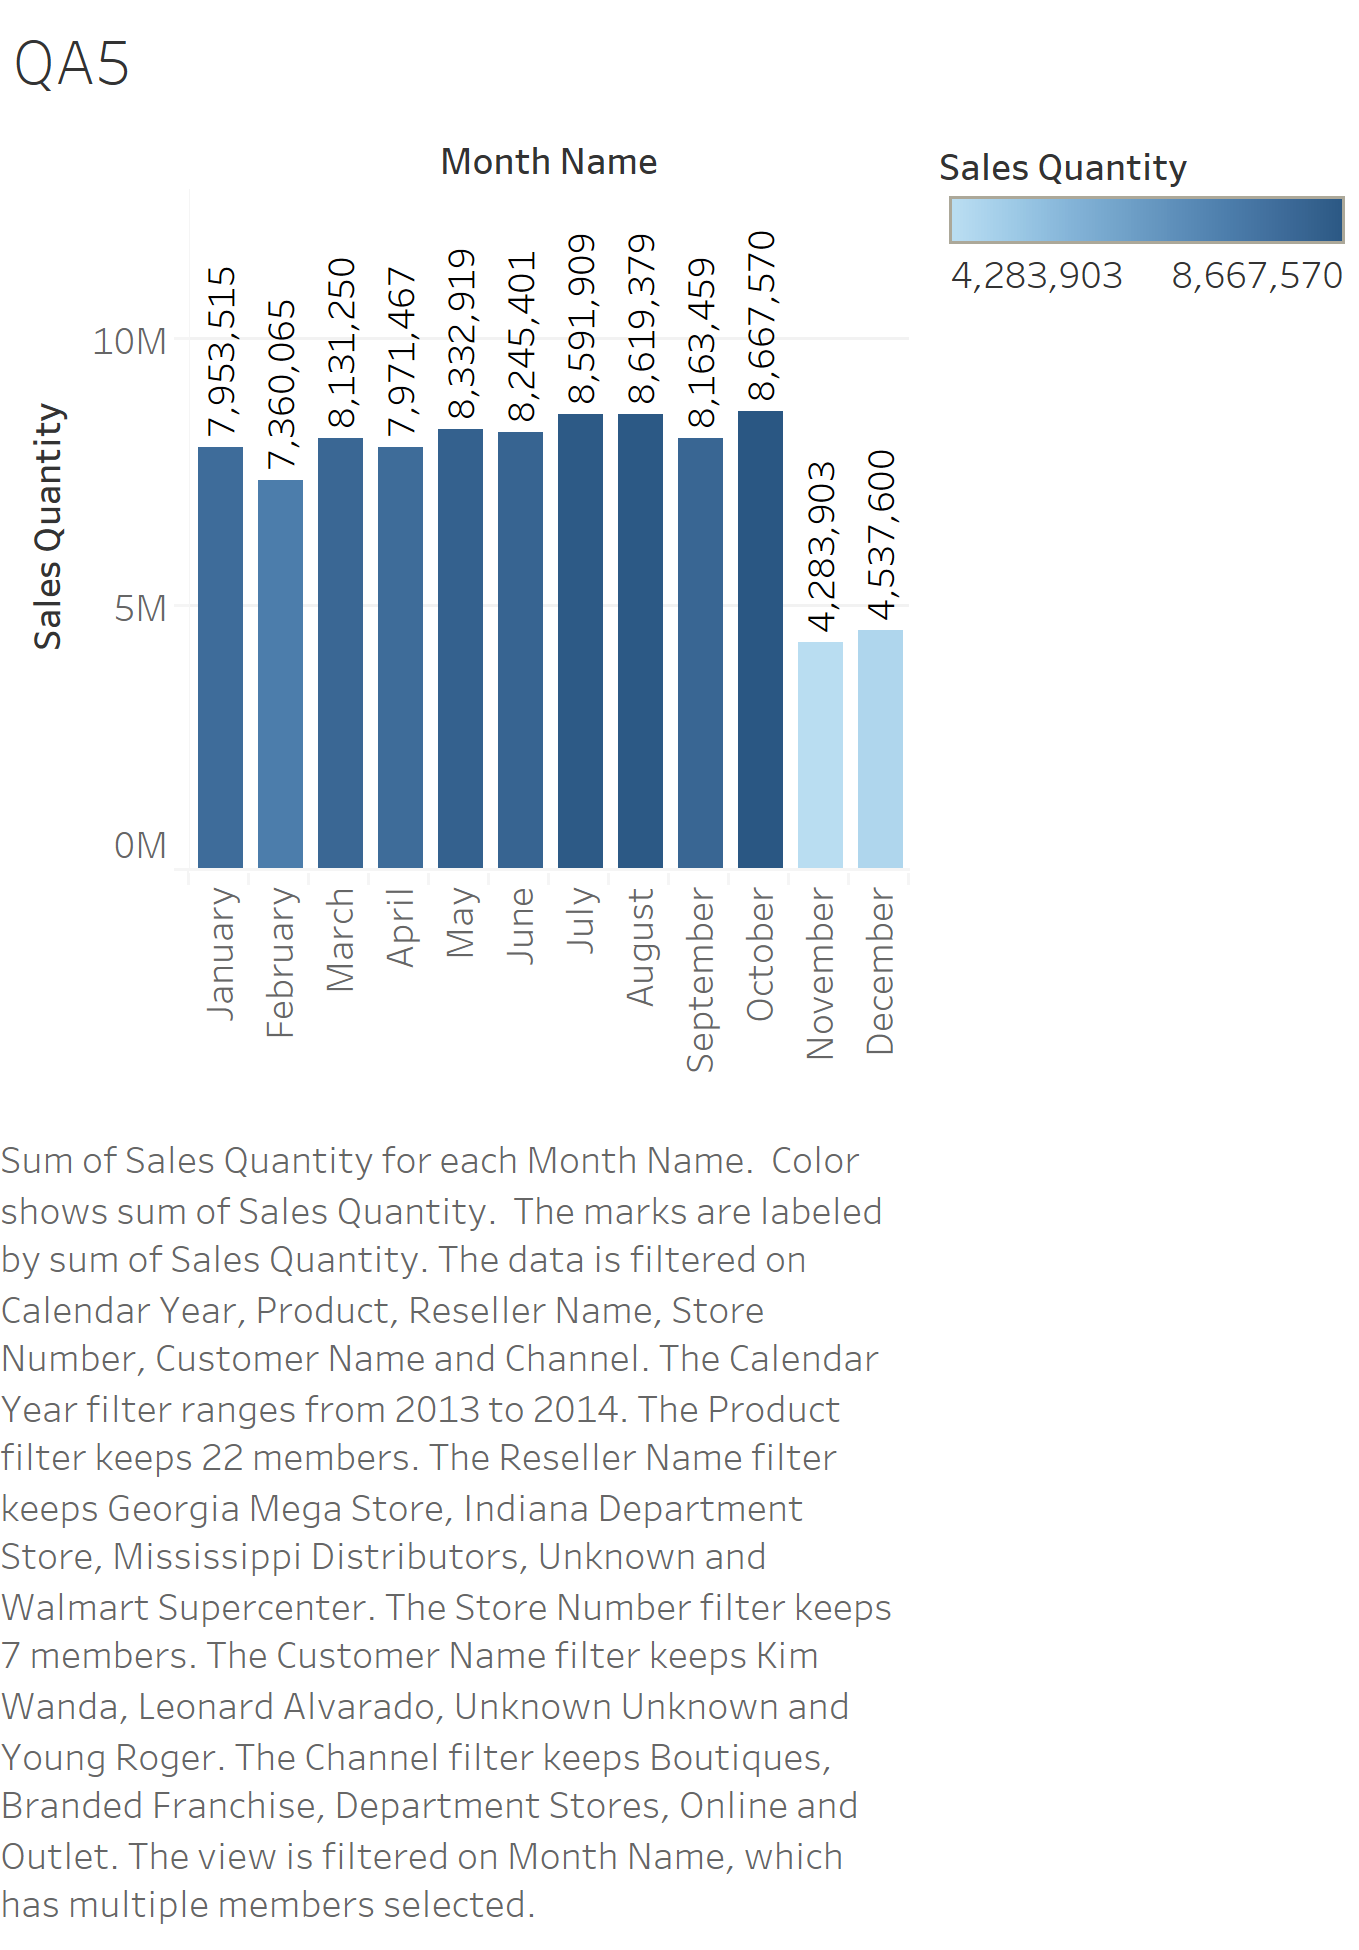 QA5
Month Name
Sales Quantity
4,283,903 8,667,570
Sales Quantity
10M
5M
0M
7,953,515
7,360,065
8,131,250
7,971,467
8,332,919
8,245,401
8,591,909
8,619,379
8,163,459
8,667,570
4,283,903
4,537,600
January
February
March
April
May
June
July
August
September
October
November
December
Sum of Sales Quantity for each Month Name.  Color
shows sum of Sales Quantity.  The marks are labeled
by sum of Sales Quantity. The data is filtered on
Calendar Year, Product, Reseller Name, Store
Number, Customer Name and Channel. The Calendar
Year filter ranges from 2013 to 2014. The Product
filter keeps 22 members. The Reseller Name filter
keeps Georgia Mega Store, Indiana Department
Store, Mississippi Distributors, Unknown and
Walmart Supercenter. The Store Number filter keeps
7 members. The Customer Name filter keeps Kim
Wanda, Leonard Alvarado, Unknown Unknown and
Young Roger. The Channel filter keeps Boutiques,
Branded Franchise, Department Stores, Online and
Outlet. The view is filtered on Month Name, which
has multiple members selected.